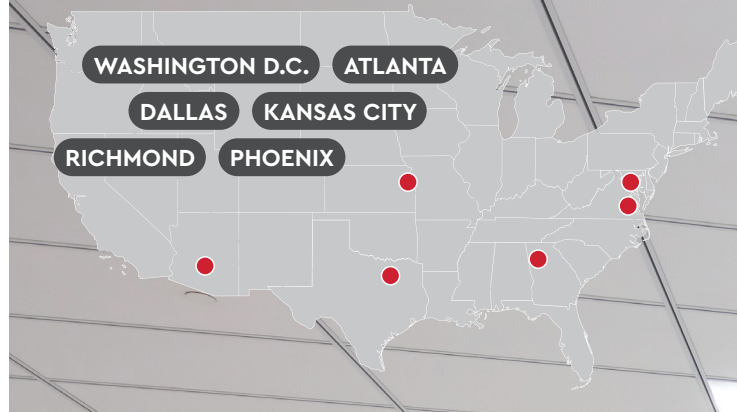 WASHINGTON D.C. ATLANTA
DALLAS KANSAS CITY
RICHMOND PHOENIX